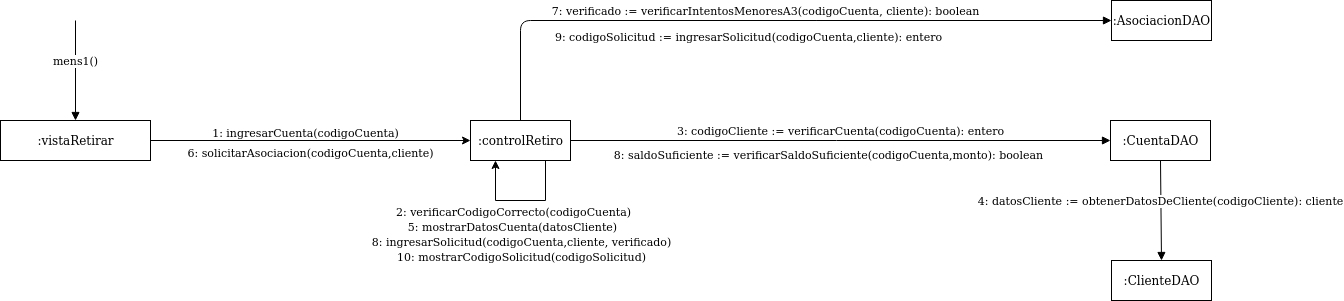 7: verificado := verificarIntentosMenoresA3(codigoCuenta, cliente): boolean
:AsociacionDAO
9: codigoSolicitud := ingresarSolicitud(codigoCuenta,cliente): entero
mens1()
:vistaRetirar
1: ingresarCuenta(codigoCuenta)
6: solicitarAsociacion(codigoCuenta,cliente)
:controlRetiro
3: codigoCliente := verificarCuenta(codigoCuenta): entero
8: saldoSuficiente := verificarSaldoSuficiente(codigoCuenta,monto): boolean
:CuentaDAO
4: datosCliente := obtenerDatosDeCliente(codigoCliente): cliente
2: verificarCodigoCorrecto(codigoCuenta)
5: mostrarDatosCuenta(datosCliente)
8: ingresarSolicitud(codigoCuenta,cliente, verificado)
10: mostrarCodigoSolicitud(codigoSolicitud)
:ClienteDAO